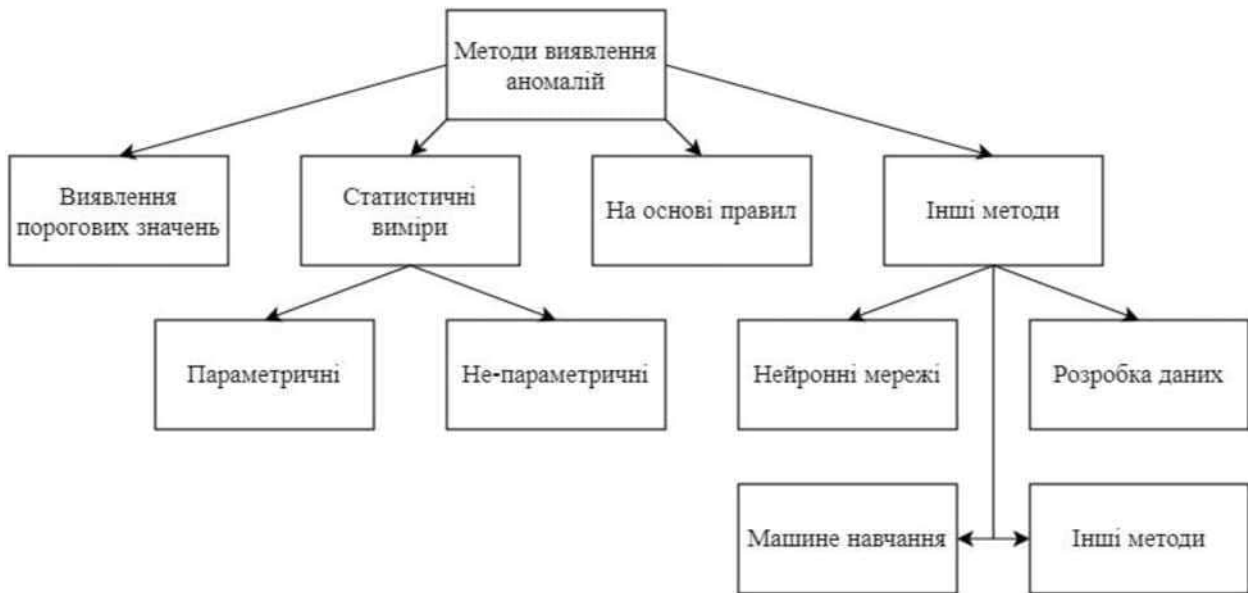 Методи виявлення
аномалій
Виявлення
порогових значень
Статистичні
виміри
На основі правил
Інші методи
Параметричні
Не-параметричні
Нейронні мережі
Розробка даних
Машине навчання
Інші методи